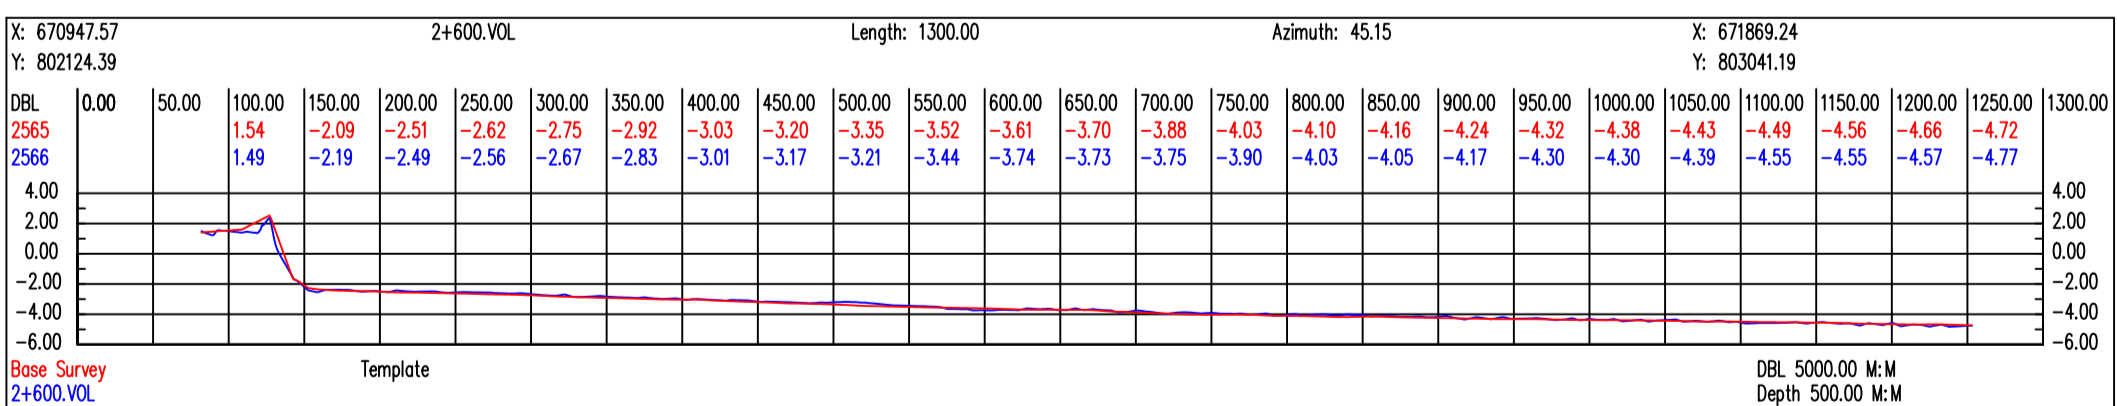 X: 670947.57 2+600.VOL Length: 1300.00 Azimuth: 45.15 X: 671869.24
Y: 802124.39 Y: 803041.19
DBL 0.00 50.00 100.00 150.00 200.00 250.00 300.00 350.00 400.00 450.00 500.00 550.00 600.00 650.00 700.00 750.00 800.00 850.00 900.00 950.00 1000.00 1050.00 1100.00 1150.00 1200.00 1250.00 1300.00
2565 1.54 −2.09 −2.51 −2.62 −2.75 −2.92 −3.03 −3.20 −3.35 −3.52 −3.61 −3.70 −3.88 −4.03 −4.10 −4.16 −4.24 −4.32 −4.38 −4.43 −4.49 −4.56 −4.66 −4.72
2566 1.49 −2.19 −2.49 −2.56 −2.67 −2.83 −3.01 −3.17 −3.21 −3.44 −3.74 −3.73 −3.75 −3.90 −4.03 −4.05 −4.17 −4.30 −4.30 −4.39 −4.55 −4.55 −4.57 −4.77
4.00 4.00
2.00 2.00
0.00 0.00
−2.00 −2.00
−4.00 −4.00
−6.00 −6.00
Base Survey Template DBL 5000.00 M:M
2+600.VOL Depth 500.00 M:M